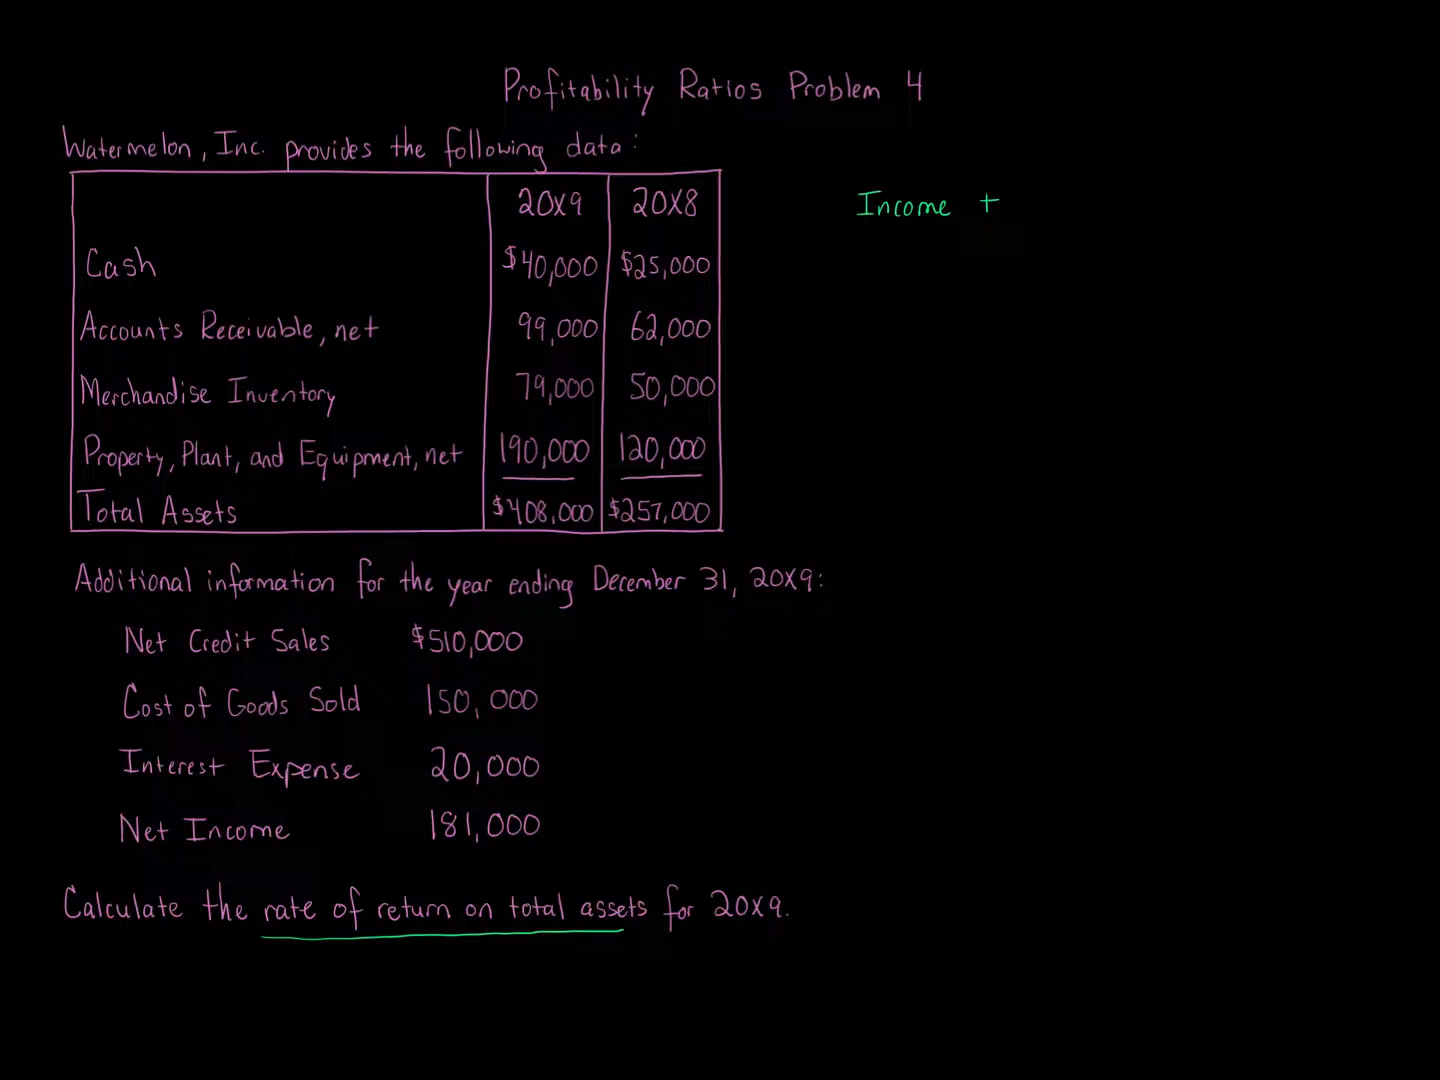 Profitability Ratios Problem 4
Watermelon, Inc. provides the following data:
20X9 20X8
Income +
Cash $40,000 $25,000
Accounts Receivable, net 99,000 62,000
Merchandise Inventory 79,000 50,000
Property, Plant, and Equipment, net 190,000 120,000
Total Assets $408,000 $257,000
Additional information for the year ending December 31, 20X9:
Net Credit Sales $510,000
Cost of Goods Sold 150,000
Interest Expense 20,000
Net Income 181,000
Calculate the rate of return on total assets for 20X9.